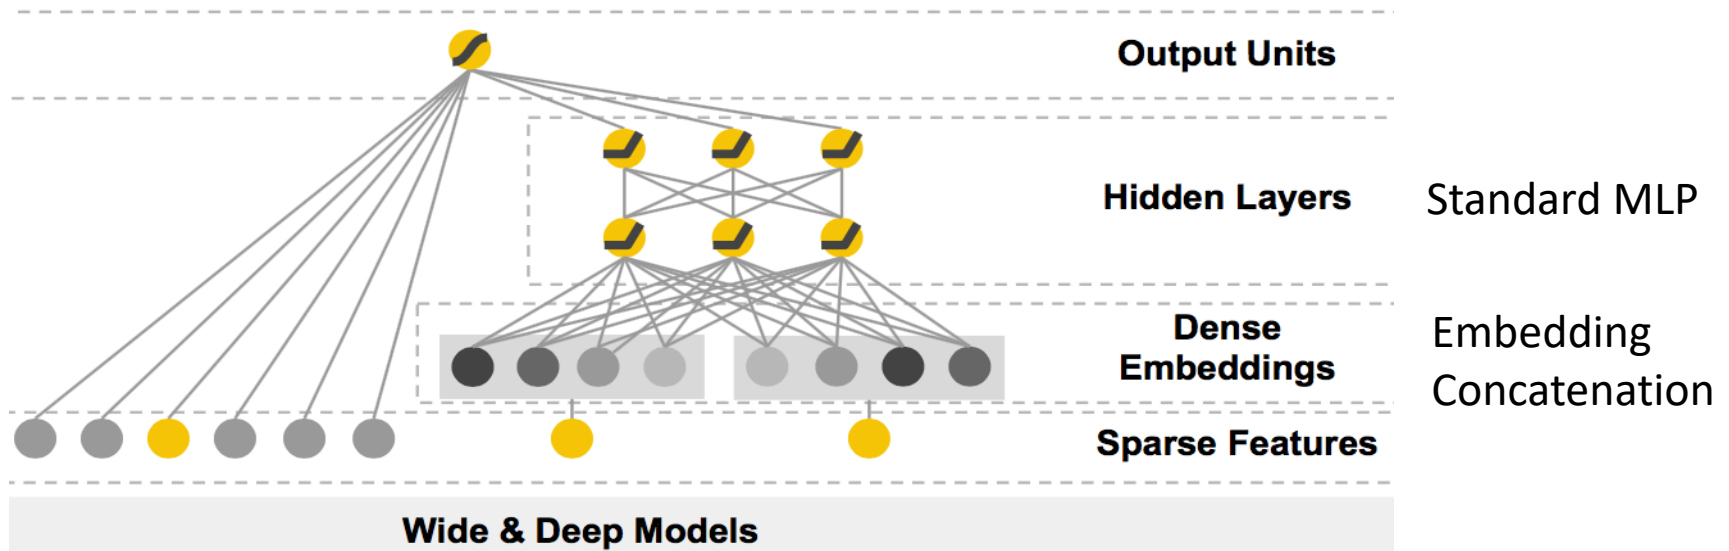 Output Units
Hidden Layers
Standard MLP
Dense
Embeddings
Embedding
Concatenation
Sparse Features
Wide & Deep Models